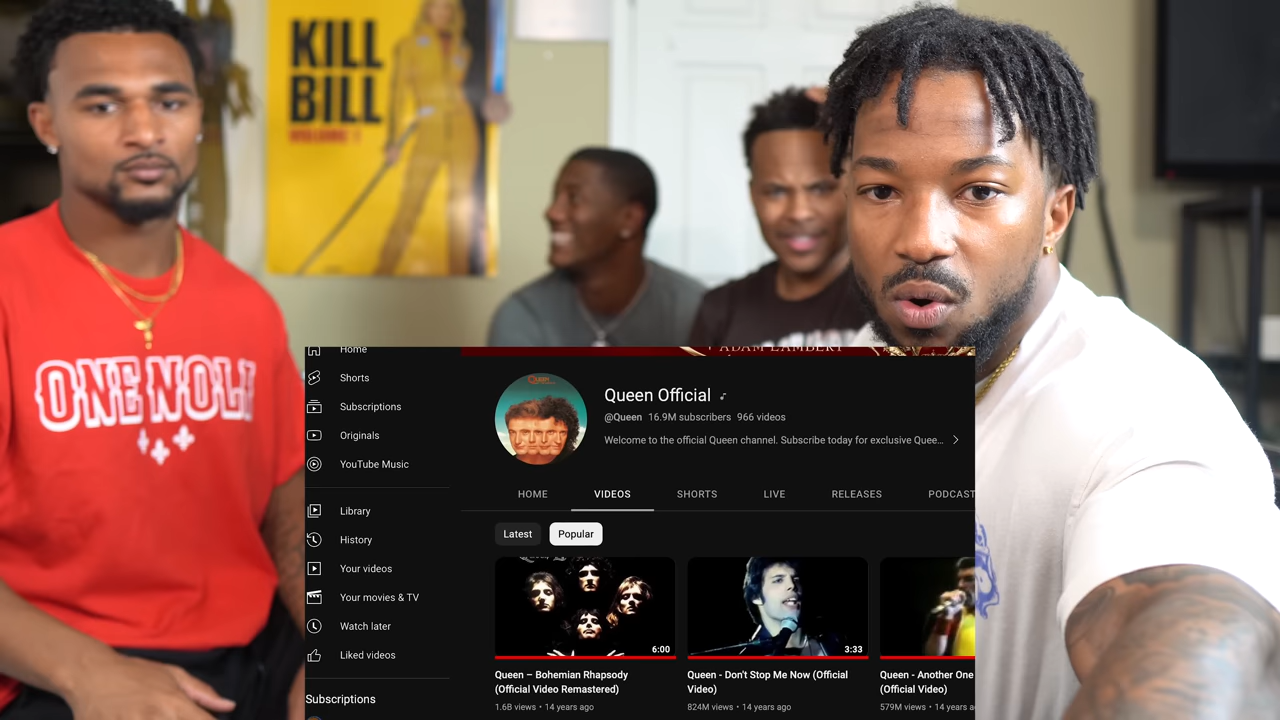 KILL
BILL
VOLUME 1
ONE NOLI
ADAM LAMBERT
Home
Shorts
Subscriptions
Originals
YouTube Music
Library
History
Your videos
Your movies & TV
Watch later
Liked videos
Subscriptions
Queen Official
@Queen 16.9M subscribers 966 videos
Welcome to the official Queen channel. Subscribe today for exclusive Quee...
HOME VIDEOS SHORTS LIVE RELEASES PODCAST
Latest Popular
6:00
3:33
Queen – Bohemian Rhapsody
(Official Video Remastered)
1.6B views • 14 years ago
Queen - Don't Stop Me Now (Official
Video)
824M views • 14 years ago
Queen - Another One
(Official Video)
579M views • 14 years ag